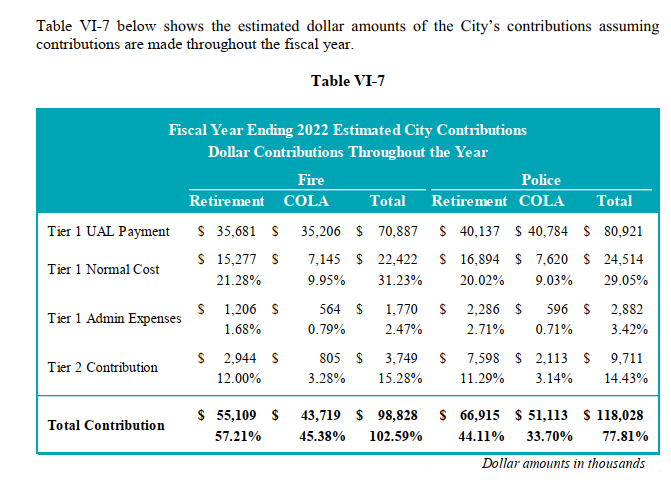 Table VI-7 below shows the estimated dollar amounts of the City's contributions assuming
contributions are made throughout the fiscal year.
Table VI-7
Fiscal Year Ending 2022 Estimated City Contributions
Dollar Contributions Throughout the Year
Fire Police
Retirement COLA Total Retirement COLA Total
Tier 1 UAL Payment $ 35,681 $ 35,206 $ 70,887 $ 40,137 $ 40,784 $ 80,921
Tier 1 Normal Cost $ 15,277 $ 7,145 $ 22,422 $ 16,894 $ 7,620 $ 24,514
21.28% 9.95% 31.23% 20.02% 9.03% 29.05%
Tier 1 Admin Expenses $ 1,206 $ 564 $ 1,770 $ 2,286 $ 596 $ 2,882
1.68% 0.79% 2.47% 2.71% 0.71% 3.42%
Tier 2 Contribution $ 2,944 $ 805 $ 3,749 $ 7,598 $ 2,113 $ 9,711
12.00% 3.28% 15.28% 11.29% 3.14% 14.43%
Total Contribution $ 55,109 $ 43,719 $ 98,828 $ 66,915 $ 51,113 $ 118,028
57.21% 45.38% 102.59% 44.11% 33.70% 77.81%
Dollar amounts in thousands